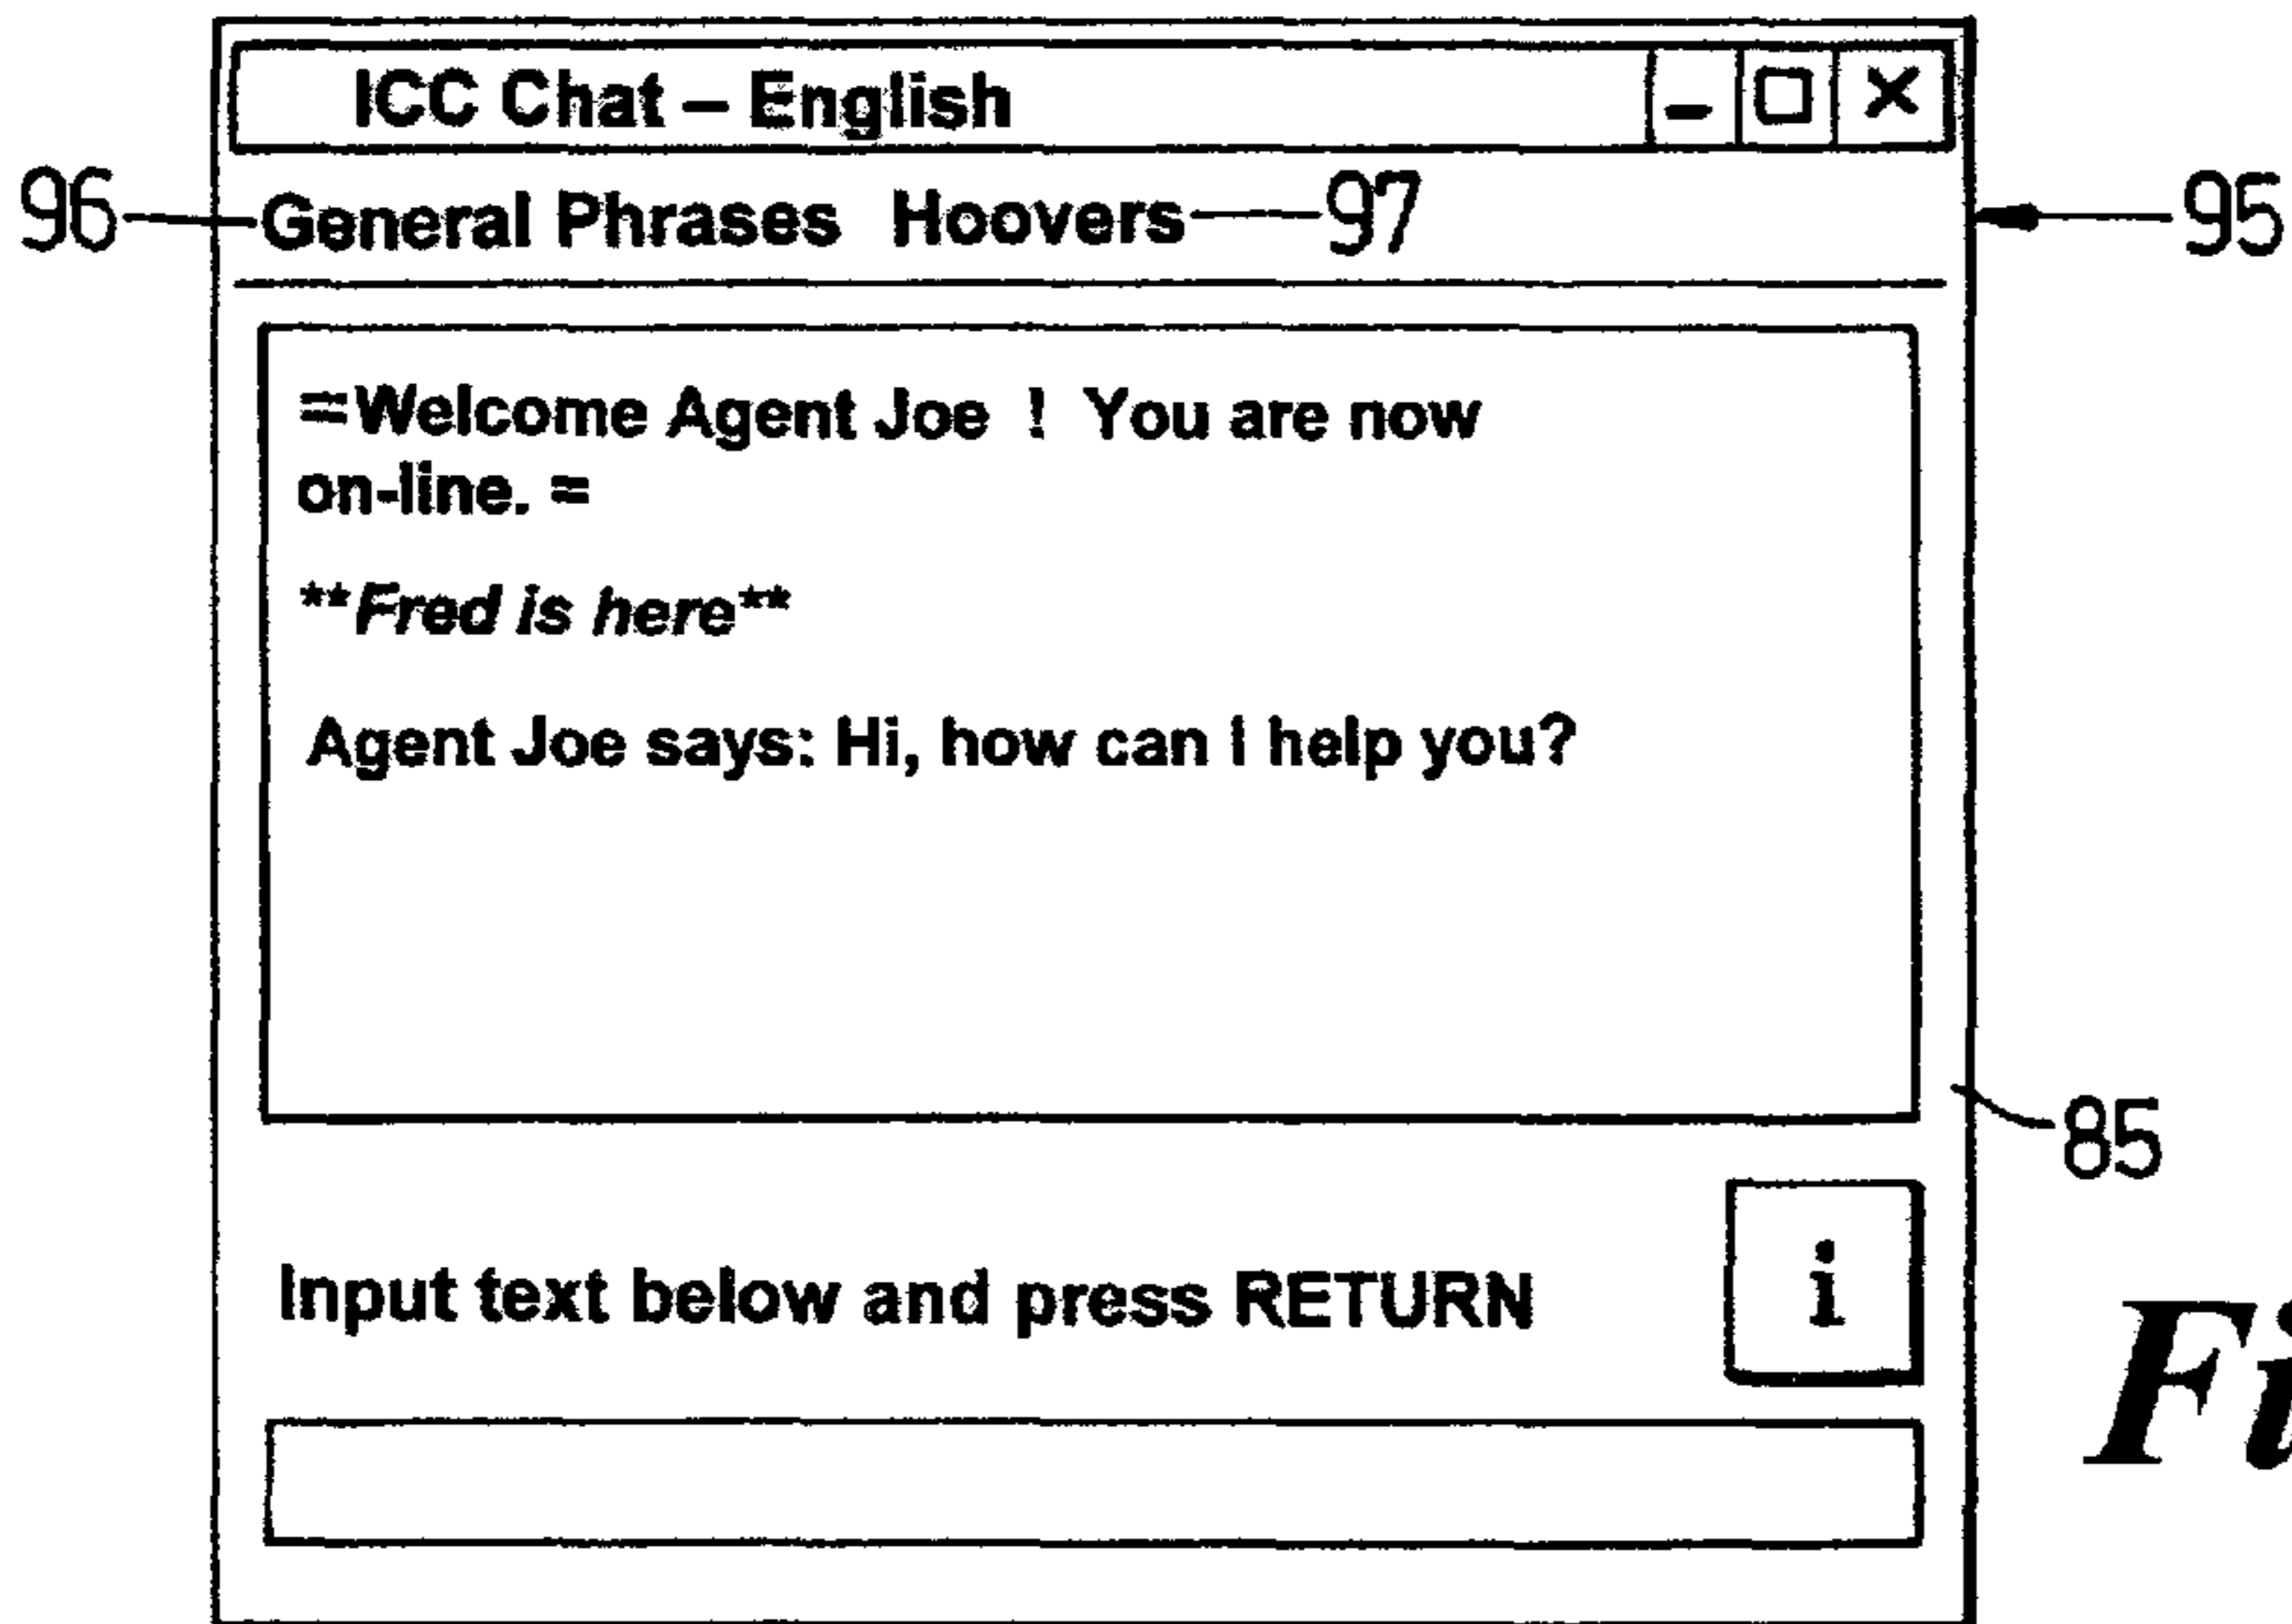 ICC Chat – English
96 General Phrases Hoovers 97 95
=Welcome Agent Joe ! You are now
on-line. =
**Fred is here**
Agent Joe says: Hi, how can I help you?
85
Input text below and press RETURN i